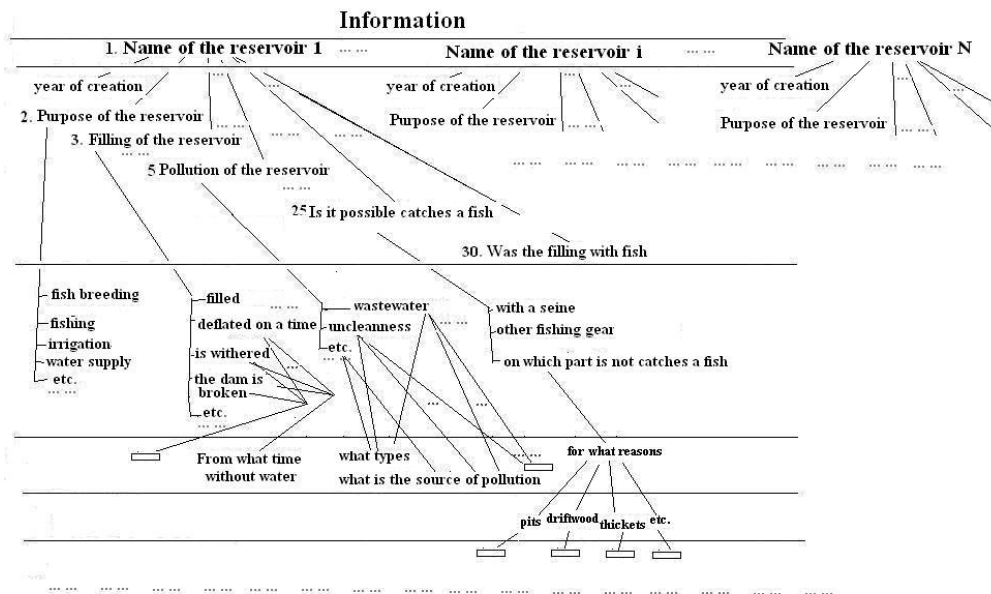 Information
1. Name of the reservoir 1 ... ... Name of the reservoir i ... ... Name of the reservoir N
year of creation ... ... year of creation ... year of creation ...
2. Purpose of the reservoir ... ... Purpose of the reservoir ... ... Purpose of the reservoir ... ...
3. Filling of the reservoir ... ... ... ...
... ...
5 Pollution of the reservoir ... ... ... ... ... ... ... ... ... ... ... ... ... ... ... ... ... ...
25 Is it possible catches a fish
30. Was the filling with fish
fish breeding
fishing
irrigation
water supply
etc.
... ...
filled ... ...
deflated on a time
is withered
...
the dam is
broken
etc.
... ...
wastewater
uncleanness ... ...
etc.
... ...
... ...
with a seine
other fishing gear
on which part is not catches a fish
From what time
without water
what types
what is the source of pollution
... ...
for what reasons
pits driftwood thickets etc.
... ... ... ... ... ... ... ... ... ... ... ... ... ... ... ... ... ... ... ... ... ... ... ... ... ... ... ... ... ... ... ...